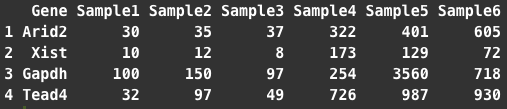 Gene Sample1 Sample2 Sample3 Sample4 Sample5 Sample6
1 Arid2 30 35 37 322 401 605
2 Xist 10 12 8 173 129 72
3 Gapdh 100 150 97 254 3560 718
4 Tead4 32 97 49 726 987 930